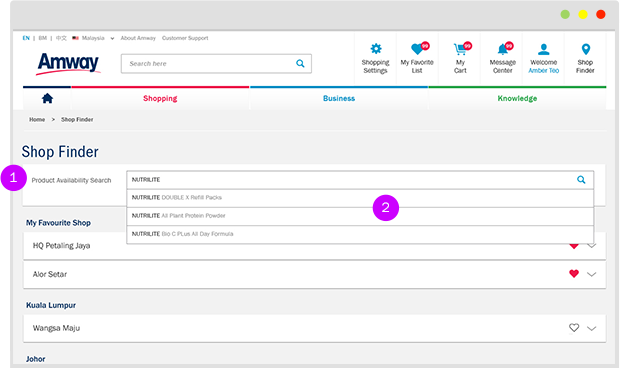 EN | BM | 中文 Malaysia About Amway Customer Support
Amway
Search here
Shopping Settings
99
My Favorite List
99
My Cart
99
Message Center
Welcome Amber Teo
Shop Finder
Shopping Business Knowledge
Home > Shop Finder
Shop Finder
1
Product Availability Search
NUTRILITE
NUTRILITE DOUBLE X Refill Packs
2
NUTRILITE All Plant Protein Powder
NUTRILITE Bio C PLus All Day Formula
My Favourite Shop
HQ Petaling Jaya
Alor Setar
Kuala Lumpur
Wangsa Maju
Johor